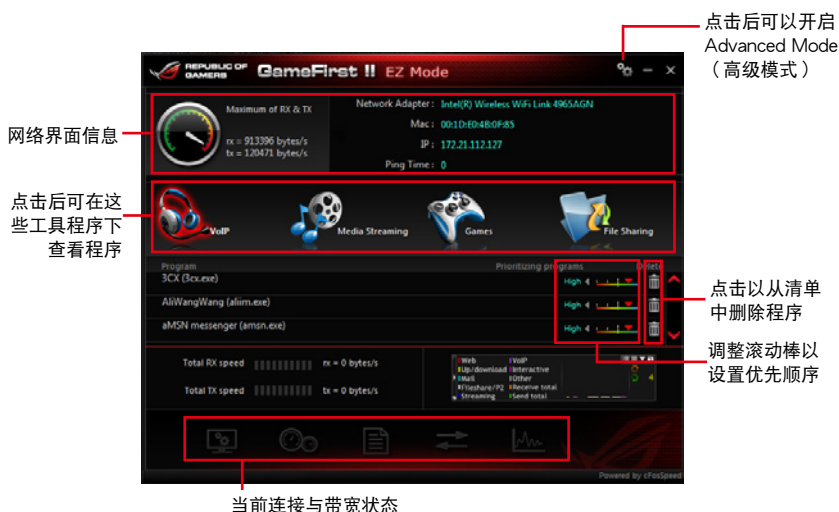 点击后可以开启
Advanced Mode
（高级模式）
REPUBLIC OF
GAMERS
GameFirst II EZ Mode
网络界面信息
Maximum of RX & TX
rx = 913396 bytes/s
tx = 120471 bytes/s
Network Adapter: Intel(R) Wireless WiFi Link 4965AGN
Mac: 00:1D:E0:4B:0F:85
IP: 172.21.112.127
Ping Time: 0
点击后可在这
些工具程序下
查看程序
VoIP
Media Streaming
Games
File Sharing
Program Prioritizing programs Delete
3CX (3cx.exe) High
AliWangWang (aliim.exe) High
aMSN messenger (amsn.exe) High
点击以从清单
中删除程序
调整滚动棒以
设置优先顺序
Total RX speed rx = 0 bytes/s
Total TX speed tx = 0 bytes/s
Web VoIP
Up/download Interactive
Mail Other
Fileshare/P2 Receive total
Streaming Send total
4
Powered by cFosSpeed
当前连接与带宽状态